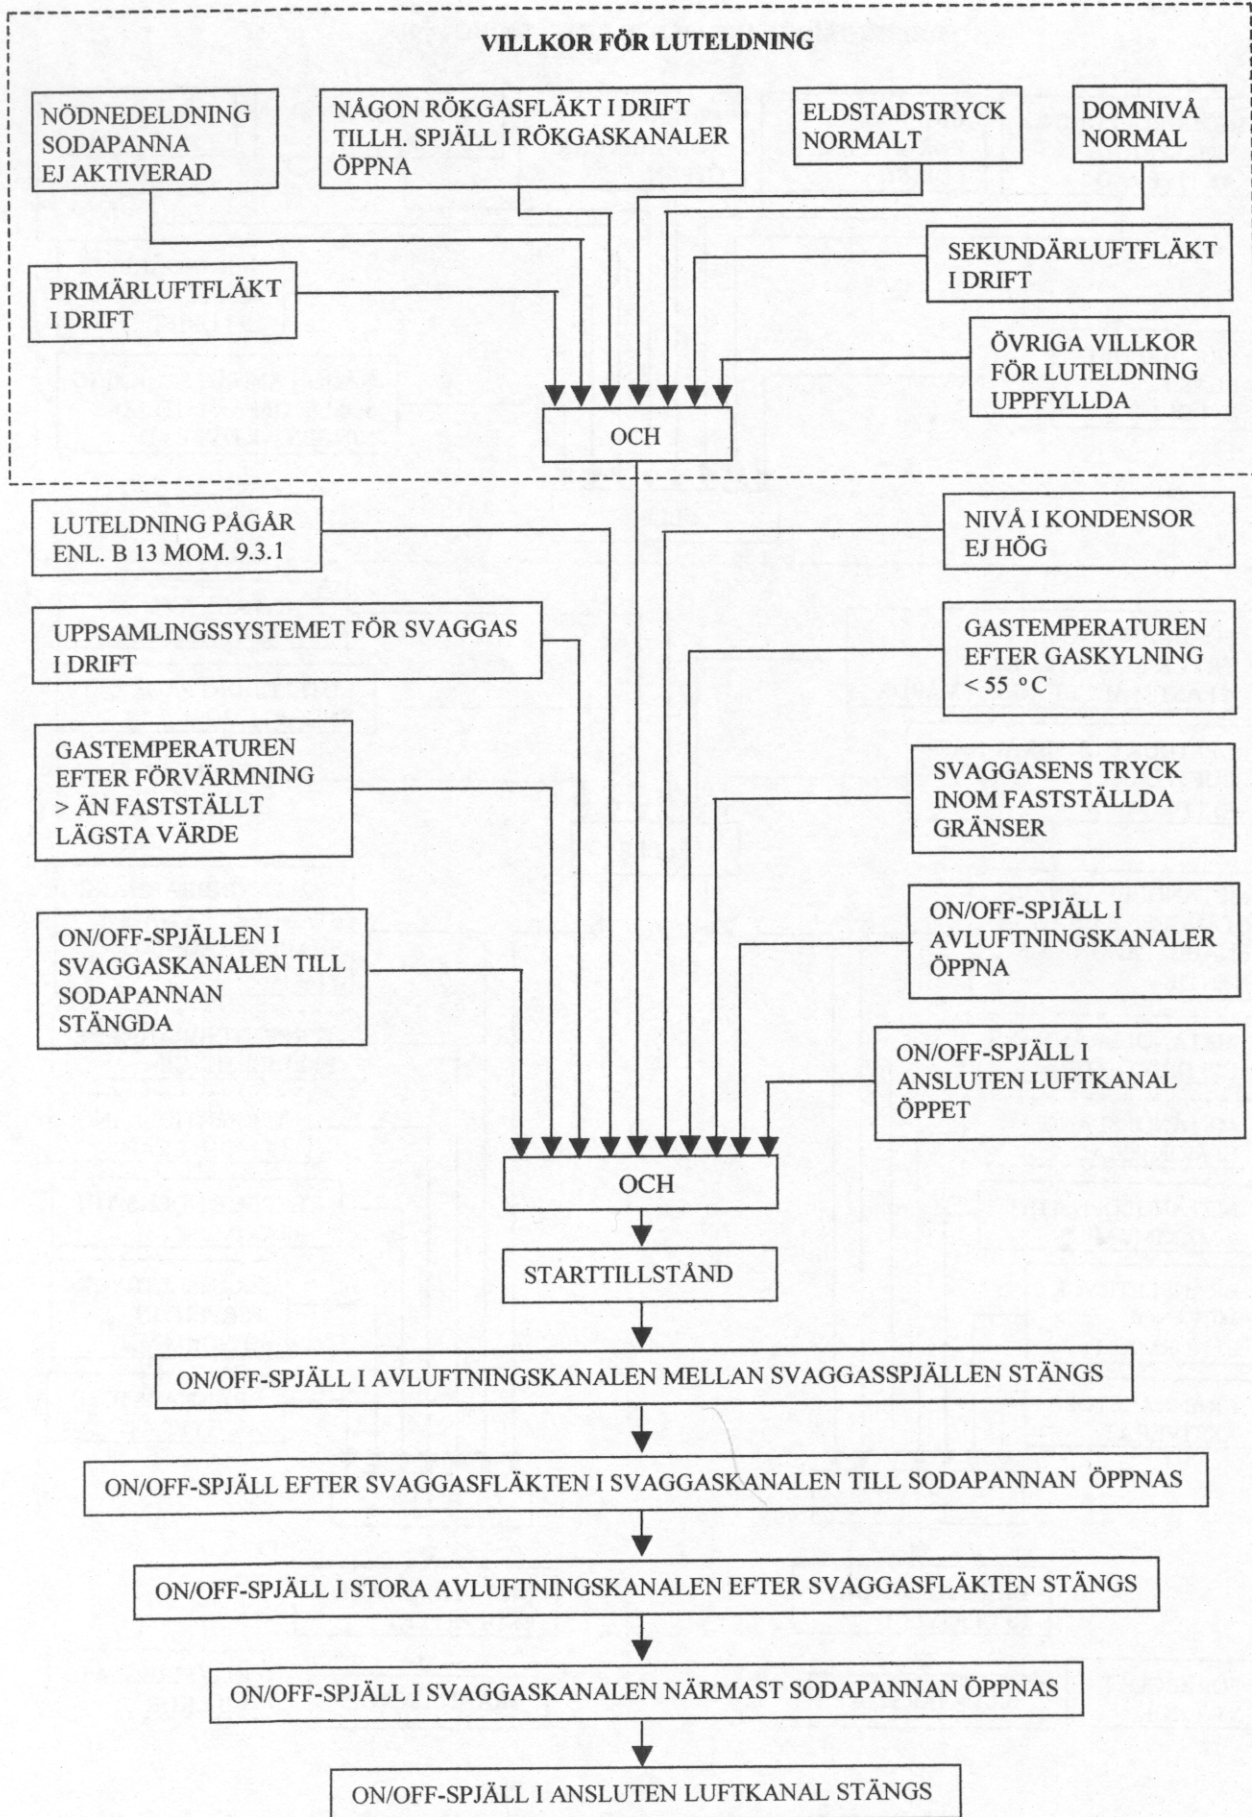 VILLKOR FÖR LUTELDNING
NÖDNEDELDNING
SODAPANNA
EJ AKTIVERAD
NÅGON RÖKGASFLÄKT I DRIFT
TILLH. SPJÄLL I RÖKGASKANALER
ÖPPNA
ELDSTADSTRYCK
NORMALT
DOMNIVÅ
NORMAL
PRIMÄRLUFTFLÄKT
I DRIFT
SEKUNDÄRLUFTFLÄKT
I DRIFT
ÖVRIGA VILLKOR
FÖR LUTELDNING
UPPFYLLDA
OCH
LUTELDNING PÅGÅR
ENL. B 13 MOM. 9.3.1
NIVÅ I KONDENSOR
EJ HÖG
UPPSAMLINGSSYSTEMET FÖR SVAGGAS
I DRIFT
GASTEMPERATUREN
EFTER GASKYLNING
< 55 °C
GASTEMPERATUREN
EFTER FÖRVÄRMNING
> ÄN FASTSTÄLLT
LÄGSTA VÄRDE
SVAGGASENS TRYCK
INOM FASTSTÄLLDA
GRÄNSER
ON/OFF-SPJÄLLEN I
SVAGGASKANALEN TILL
SODAPANNAN
STÄNGDA
ON/OFF-SPJÄLL I
AVLUFTNINGSKANALER
ÖPPNA
ON/OFF-SPJÄLL I
ANSLUTEN LUFTKANAL
ÖPPET
OCH
STARTTILLSTÅND
ON/OFF-SPJÄLL I AVLUFTNINGSKANALEN MELLAN SVAGGASSPJÄLLEN STÄNGS
ON/OFF-SPJÄLL EFTER SVAGGASFLÄKTEN I SVAGGASKANALEN TILL SODAPANNAN ÖPPNAS
ON/OFF-SPJÄLL I STORA AVLUFTNINGSKANALEN EFTER SVAGGASFLÄKTEN STÄNGS
ON/OFF-SPJÄLL I SVAGGASKANALEN NÄRMAST SODAPANNAN ÖPPNAS
ON/OFF-SPJÄLL I ANSLUTEN LUFTKANAL STÄNGS